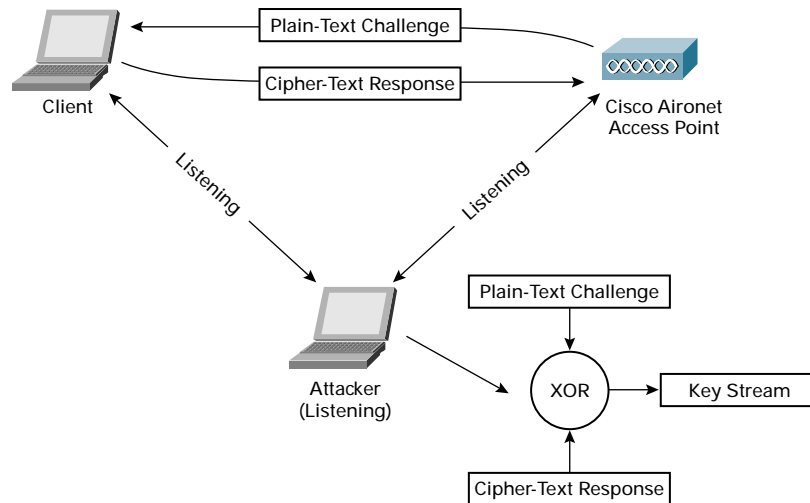 Plain-Text Challenge
Cipher-Text Response
Client
Cisco Aironet
Access Point
Listening
Listening
Plain-Text Challenge
XOR
Key Stream
Attacker
(Listening)
Cipher-Text Response